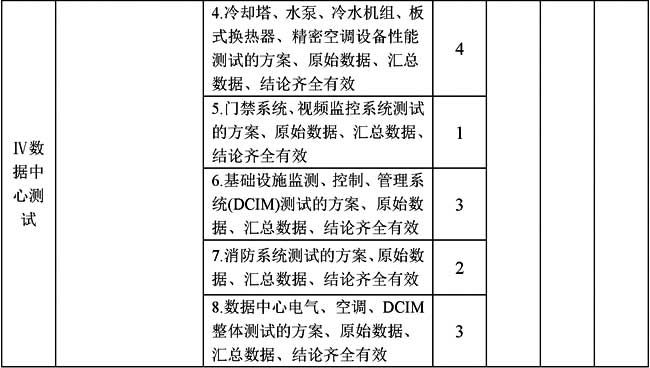 Ⅳ数
据中
心测
试
4.冷却塔、水泵、冷水机组、板
式换热器、精密空调设备性能
测试的方案、原始数据、汇总
数据、结论齐全有效
4
5.门禁系统、视频监控系统测试
的方案、原始数据、汇总数据、
结论齐全有效
1
6.基础设施监测、控制、管理系
统(DCIM)测试的方案、原始数
据、汇总数据、结论齐全有效
3
7.消防系统测试的方案、原始数
据、汇总数据、结论齐全有效
2
8.数据中心电气、空调、DCIM
整体测试的方案、原始数据、
汇总数据、结论齐全有效
3